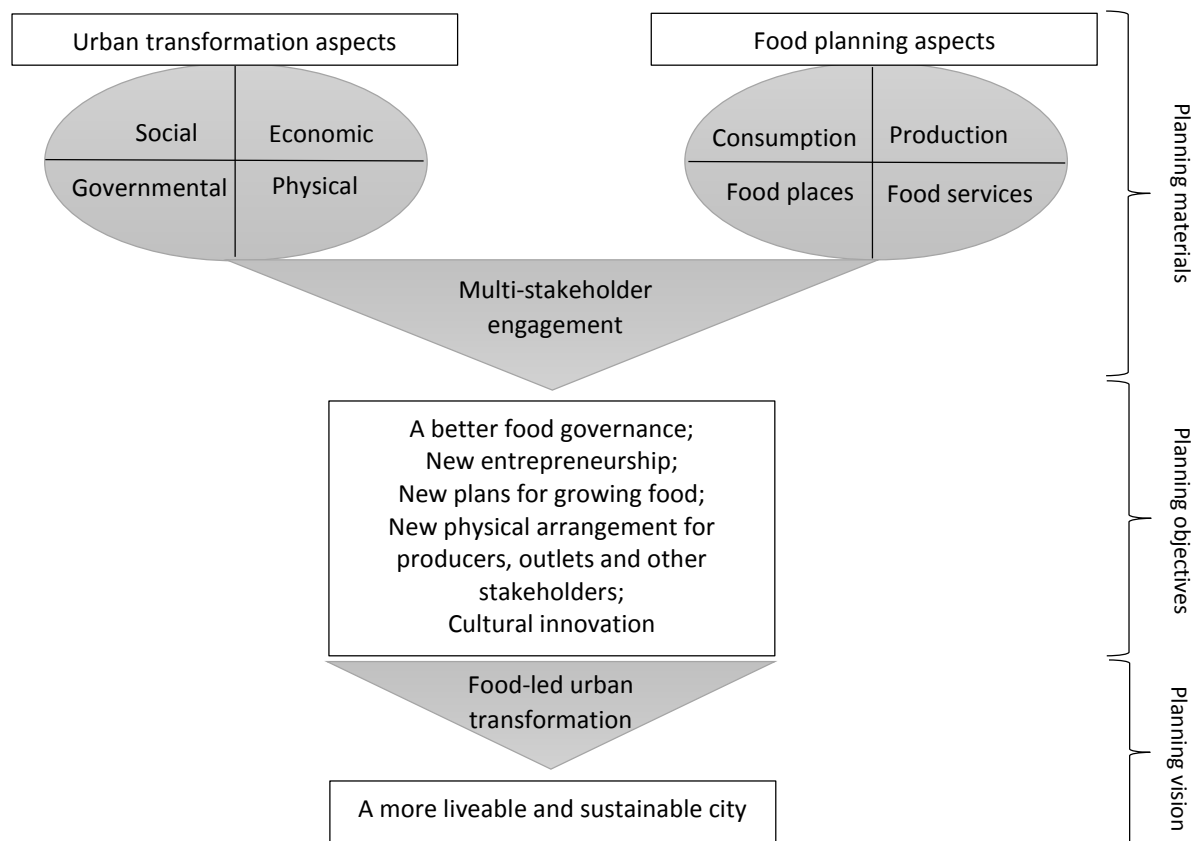 Urban transformation aspects
Food planning aspects
Social
Economic
Governmental
Physical
Consumption
Production
Food places
Food services
Multi-stakeholder
engagement
Planning materials
A better food governance;
New entrepreneurship;
New plans for growing food;
New physical arrangement for
producers, outlets and other
stakeholders;
Cultural innovation
Planning objectives
Food-led urban
transformation
A more liveable and sustainable city
Planning vision